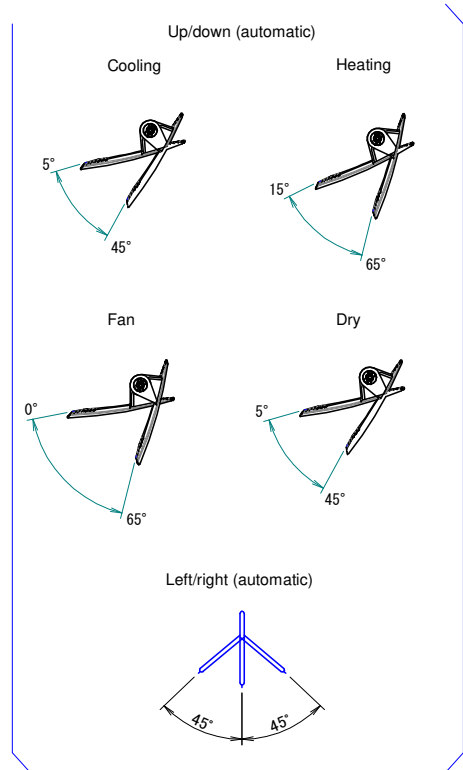 Up/down (automatic)
Cooling
Heating
5°
45°
15°
65°
Fan
Dry
0°
65°
5°
45°
Left/right (automatic)
45°
45°